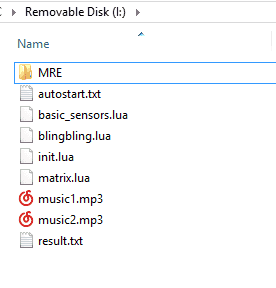 Removable Disk (I:)
Name
MRE
autostart.txt
basic_sensors.lua
blingbling.lua
init.lua
matrix.lua
music1.mp3
music2.mp3
result.txt